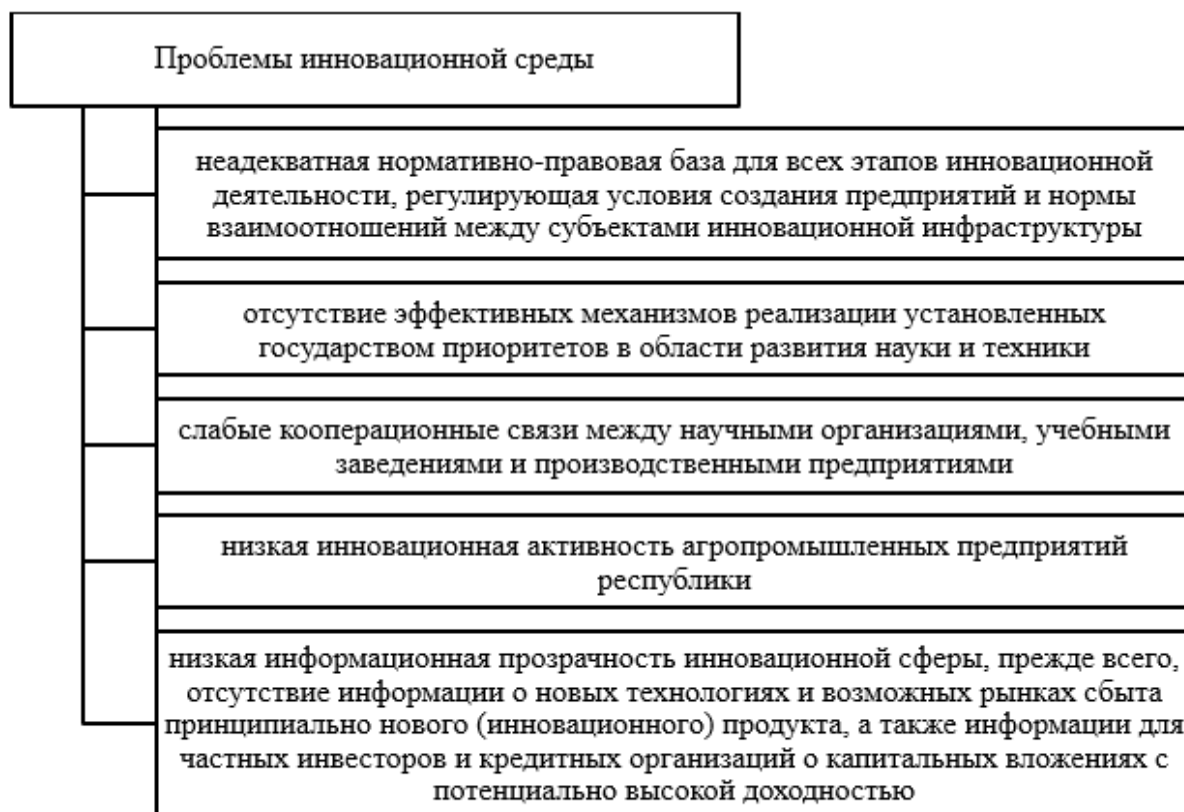 Проблемы инновационной среды
неадекватная нормативно-правовая база для всех этапов инновационной
деятельности, регулирующая условия создания предприятий и нормы
взаимоотношений между субъектами инновационной инфраструктуры
отсутствие эффективных механизмов реализации установленных
государством приоритетов в области развития науки и техники
слабые кооперационные связи между научными организациями, учебными
заведениями и производственными предприятиями
низкая инновационная активность агропромышленных предприятий
республики
низкая информационная прозрачность инновационной сферы, прежде всего,
отсутствие информации о новых технологиях и возможных рынках сбыта
принципиально нового (инновационного) продукта, а также информации для
частных инвесторов и кредитных организаций о капитальных вложениях с
потенциально высокой доходностью